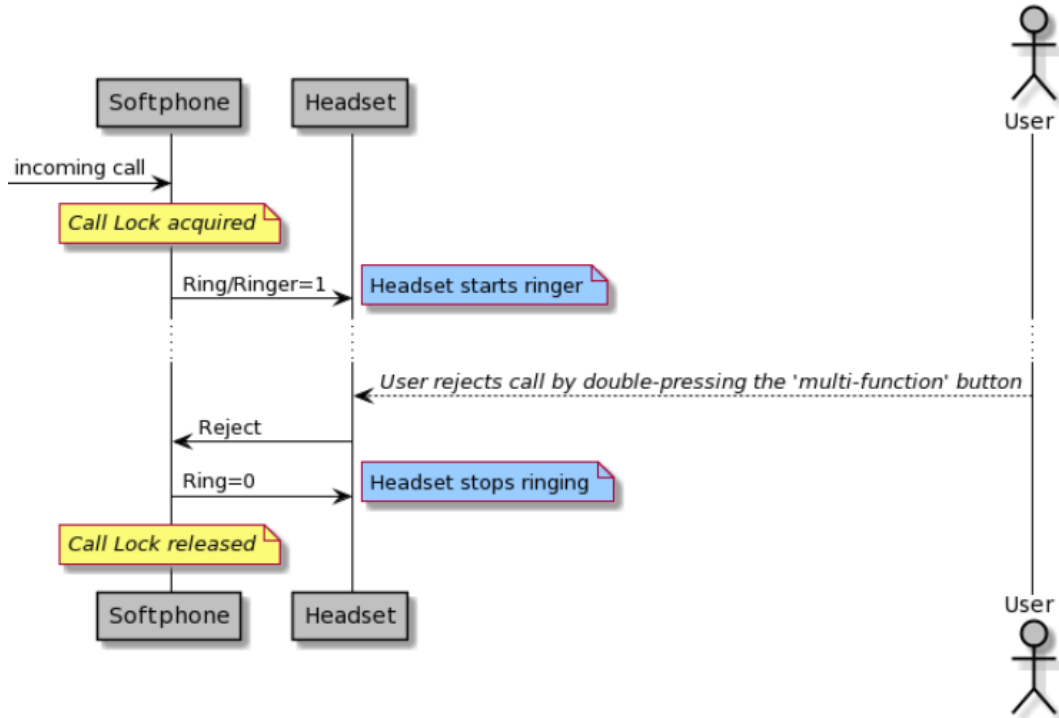 User
Softphone
Headset
incoming call
Call Lock acquired
Ring/Ringer=1
Headset starts ringer
User rejects call by double-pressing the 'multi-function' button
Reject
Ring=0
Headset stops ringing
Call Lock released
Softphone
Headset
User